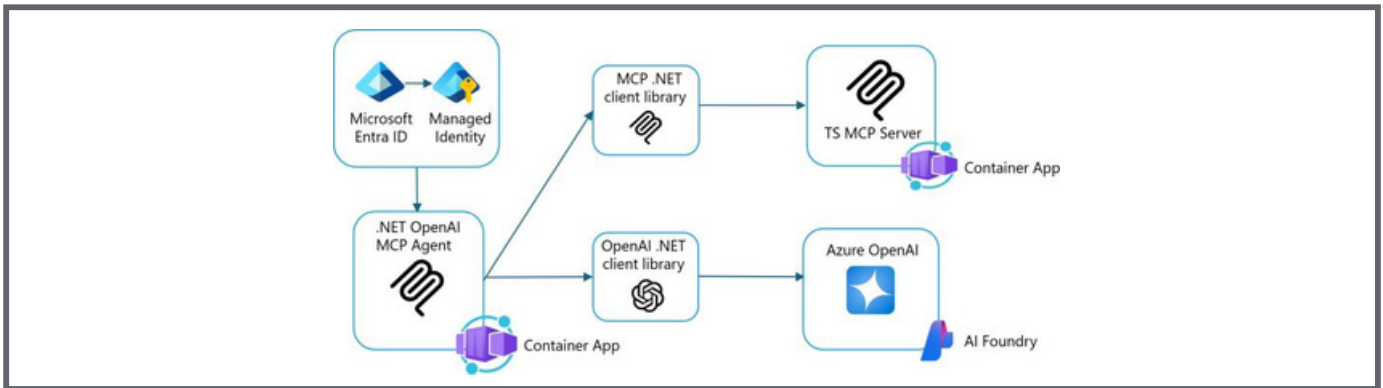 Microsoft
Entra ID
Managed
Identity
MCP .NET
client library
TS MCP Server
Container App
.NET OpenAI
MCP Agent
OpenAI .NET
client library
Azure OpenAI
Container App
AI Foundry